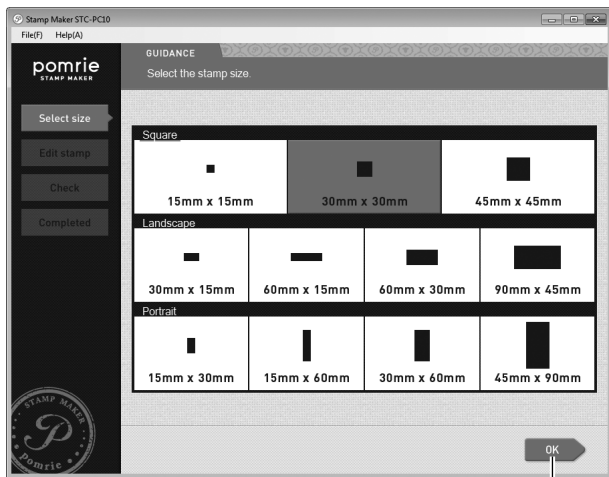 Stamp Maker STC-PC10
File(F) Help(A)
pomrie
STAMP MAKER
GUIDANCE
Select the stamp size.
Select size
Edit stamp
Check
Completed
Square
15mm x 15mm
30mm x 30mm
45mm x 45mm
Landscape
30mm x 15mm
60mm x 15mm
60mm x 30mm
90mm x 45mm
Portrait
15mm x 30mm
15mm x 60mm
30mm x 60mm
45mm x 90mm
STAMP MAKER
P
Pomrie
OK